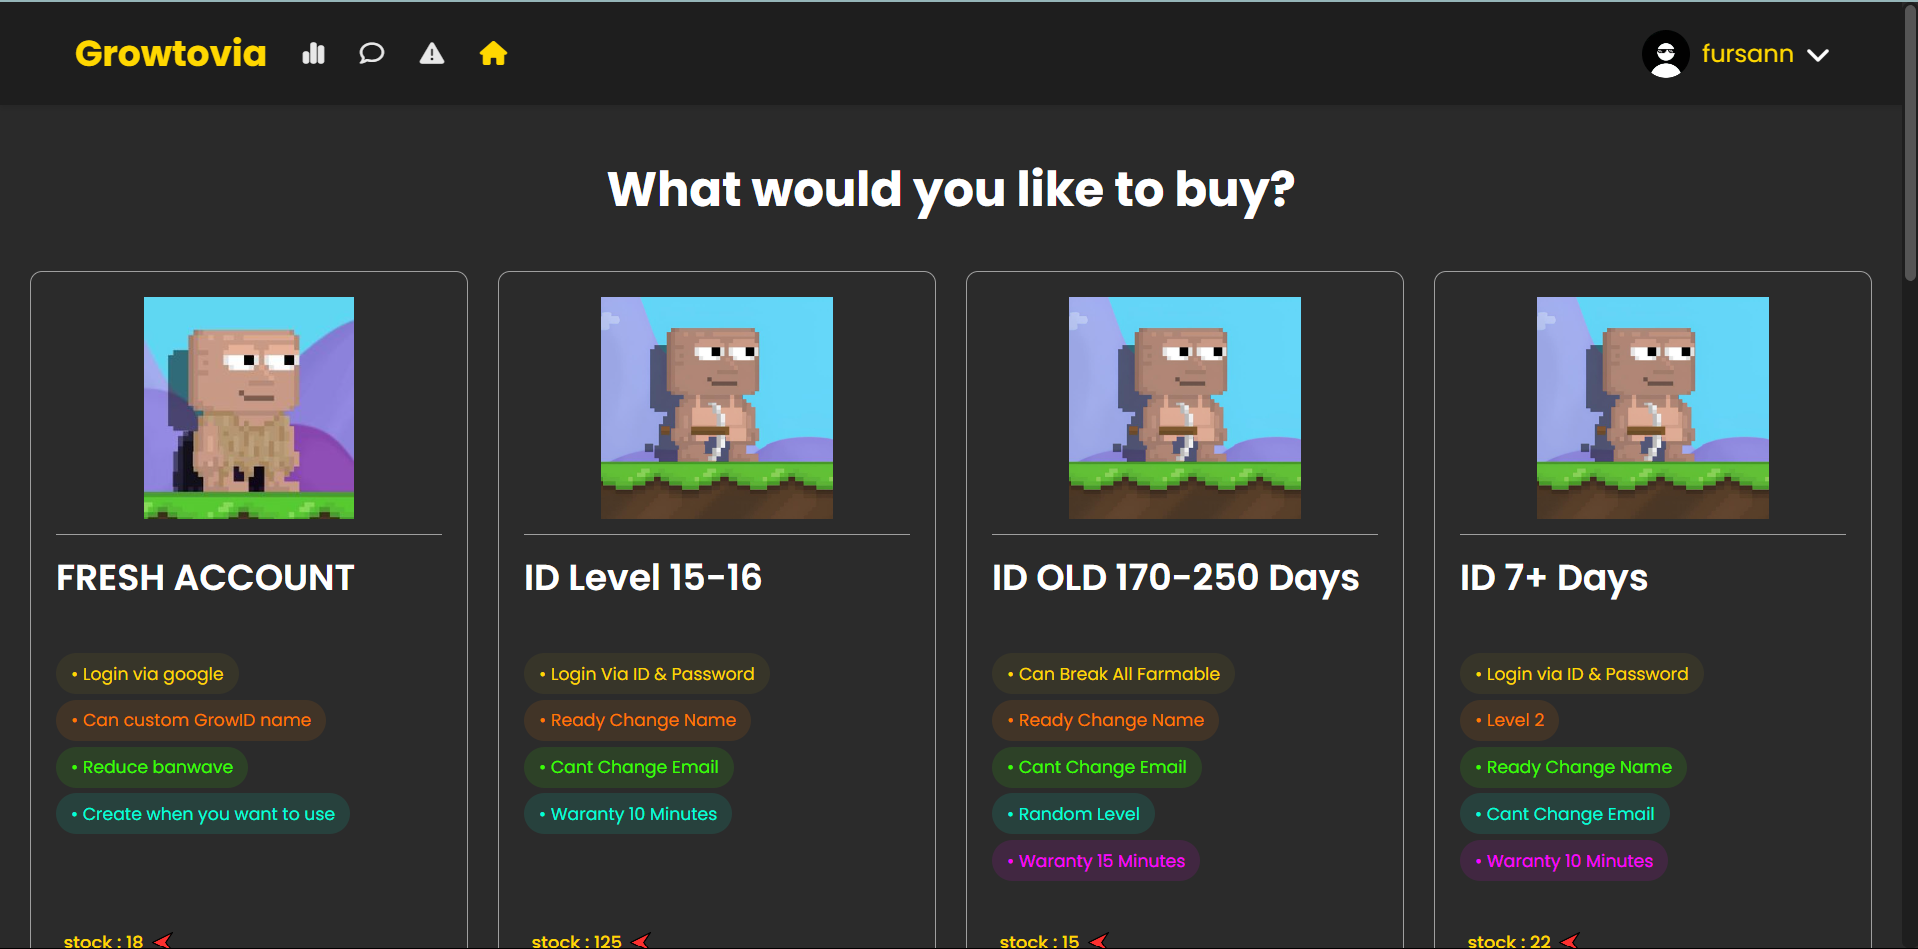 Growtovia
fursann
What would you like to buy?
FRESH ACCOUNT
• Login via google
• Can custom GrowID name
• Reduce banwave
• Create when you want to use
stock : 18
ID Level 15-16
• Login Via ID & Password
• Ready Change Name
• Cant Change Email
• Waranty 10 Minutes
stock : 125
ID OLD 170-250 Days
• Can Break All Farmable
• Ready Change Name
• Cant Change Email
• Random Level
• Waranty 15 Minutes
stock : 15
ID 7+ Days
• Login via ID & Password
• Level 2
• Ready Change Name
• Cant Change Email
• Waranty 10 Minutes
stock : 22